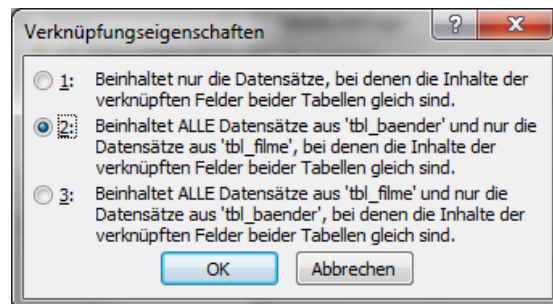 Verknüpfungseigenschaften
?
1: Beinhaltet nur die Datensätze, bei denen die Inhalte der
verknüpften Felder beider Tabellen gleich sind.
2: Beinhaltet ALLE Datensätze aus 'tbl_baender' und nur die
Datensätze aus 'tbl_filme', bei denen die Inhalte der
verknüpften Felder beider Tabellen gleich sind.
3: Beinhaltet ALLE Datensätze aus 'tbl_filme' und nur die
Datensätze aus 'tbl_baender', bei denen die Inhalte der
verknüpften Felder beider Tabellen gleich sind.
OK Abbrechen